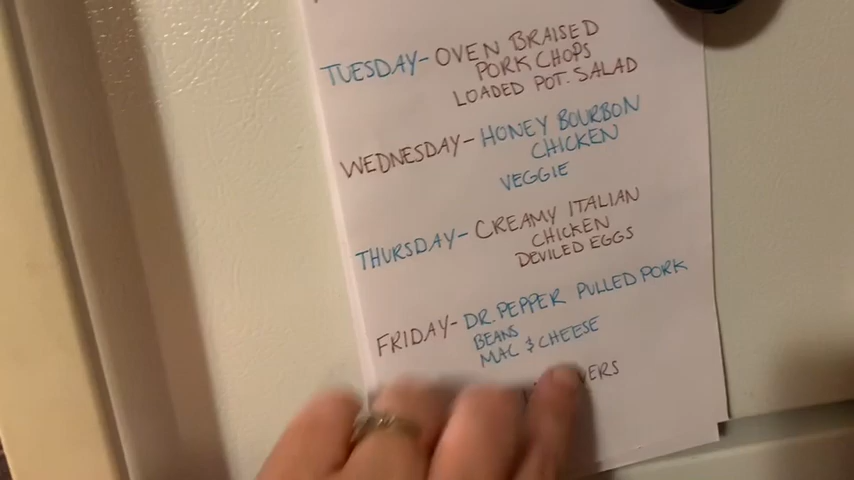 TUESDAY- OVEN BRAISED
PORK CHOPS
LOADED POT. SALAD
WEDNESDAY- HONEY BOURBON
CHICKEN
VEGGIE
THURSDAY- CREAMY ITALIAN
CHICKEN
DEVILED EGGS
FRIDAY- DR. PEPPER PULLED PORK
BEANS
MAC & CHEESE